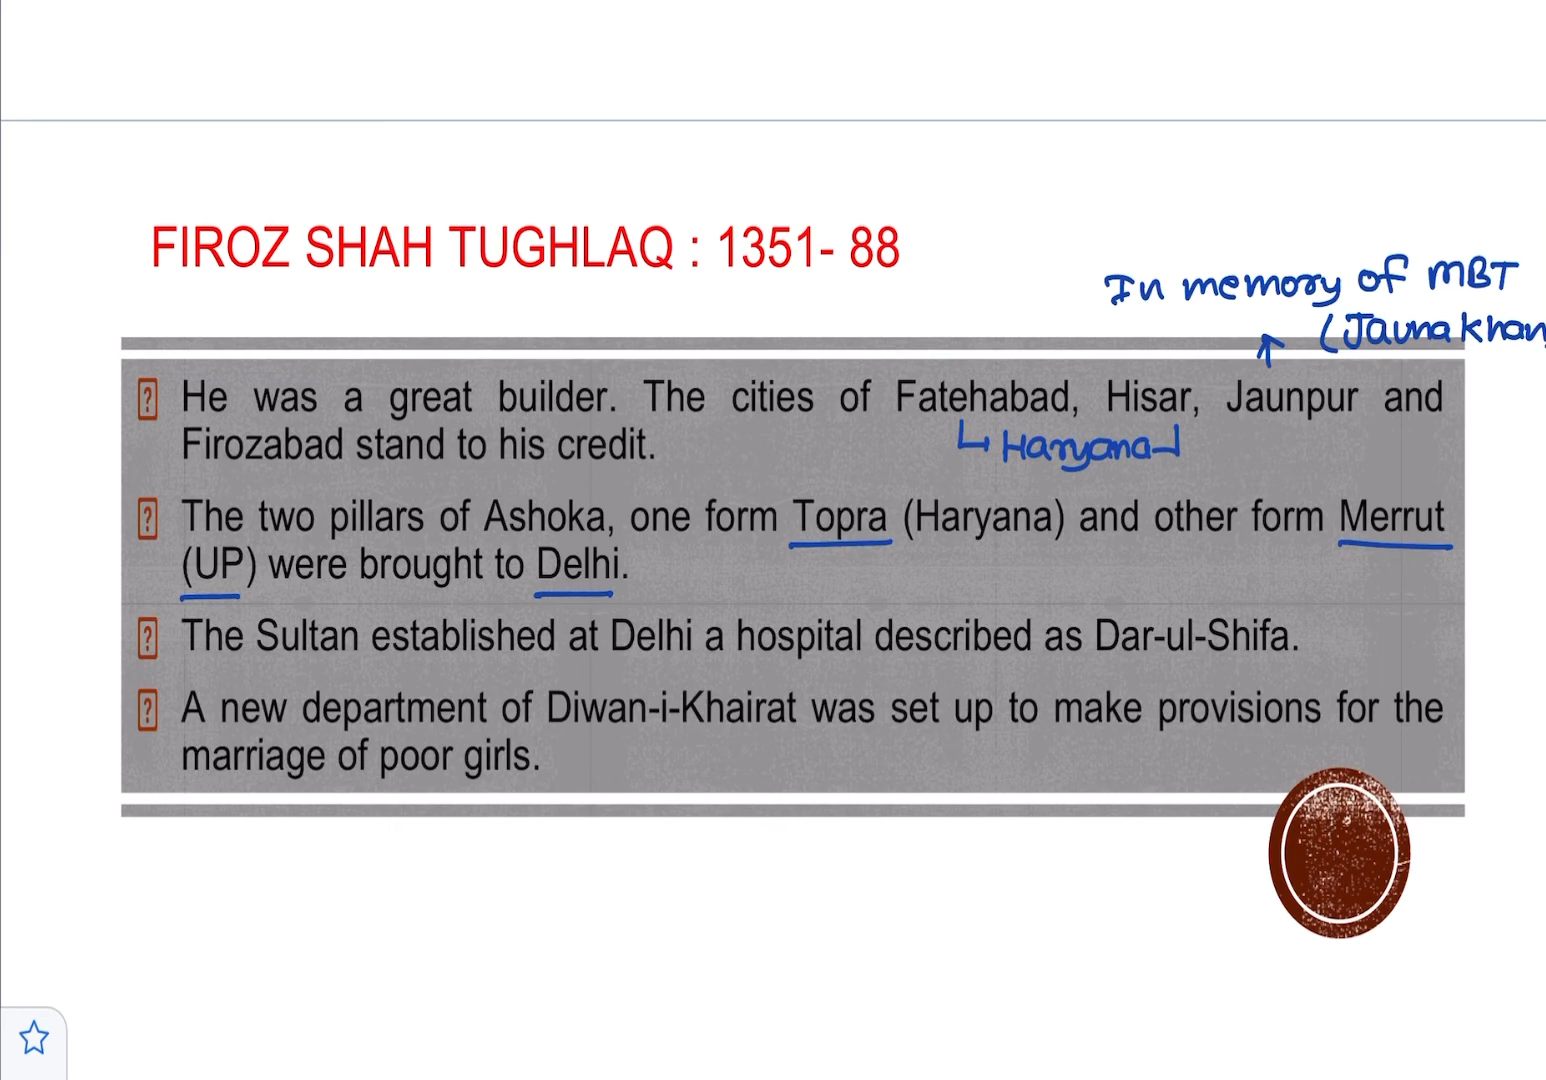 FIROZ SHAH TUGHLAQ : 1351- 88
In memory of MBT
(Jauna khan
He was a great builder. The cities of Fatehabad, Hisar, Jaunpur and
Firozabad stand to his credit.
Haryana
The two pillars of Ashoka, one form Topra (Haryana) and other form Merrut
(UP) were brought to Delhi.
The Sultan established at Delhi a hospital described as Dar-ul-Shifa.
A new department of Diwan-i-Khairat was set up to make provisions for the
marriage of poor girls.